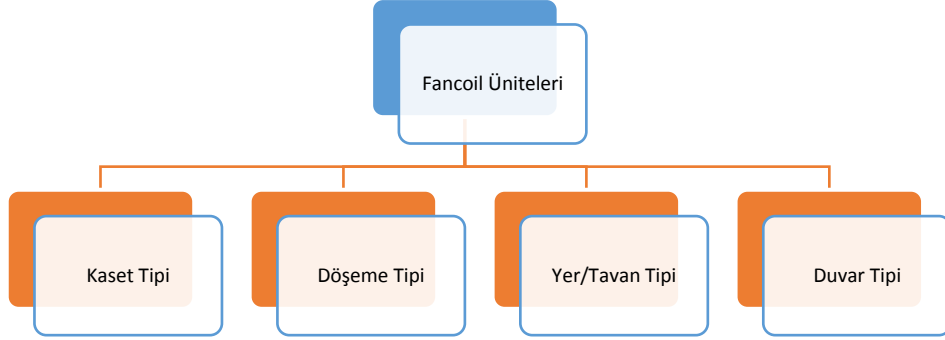 Fancoil Üniteleri
Kaset Tipi
Döşeme Tipi
Yer/Tavan Tipi
Duvar Tipi